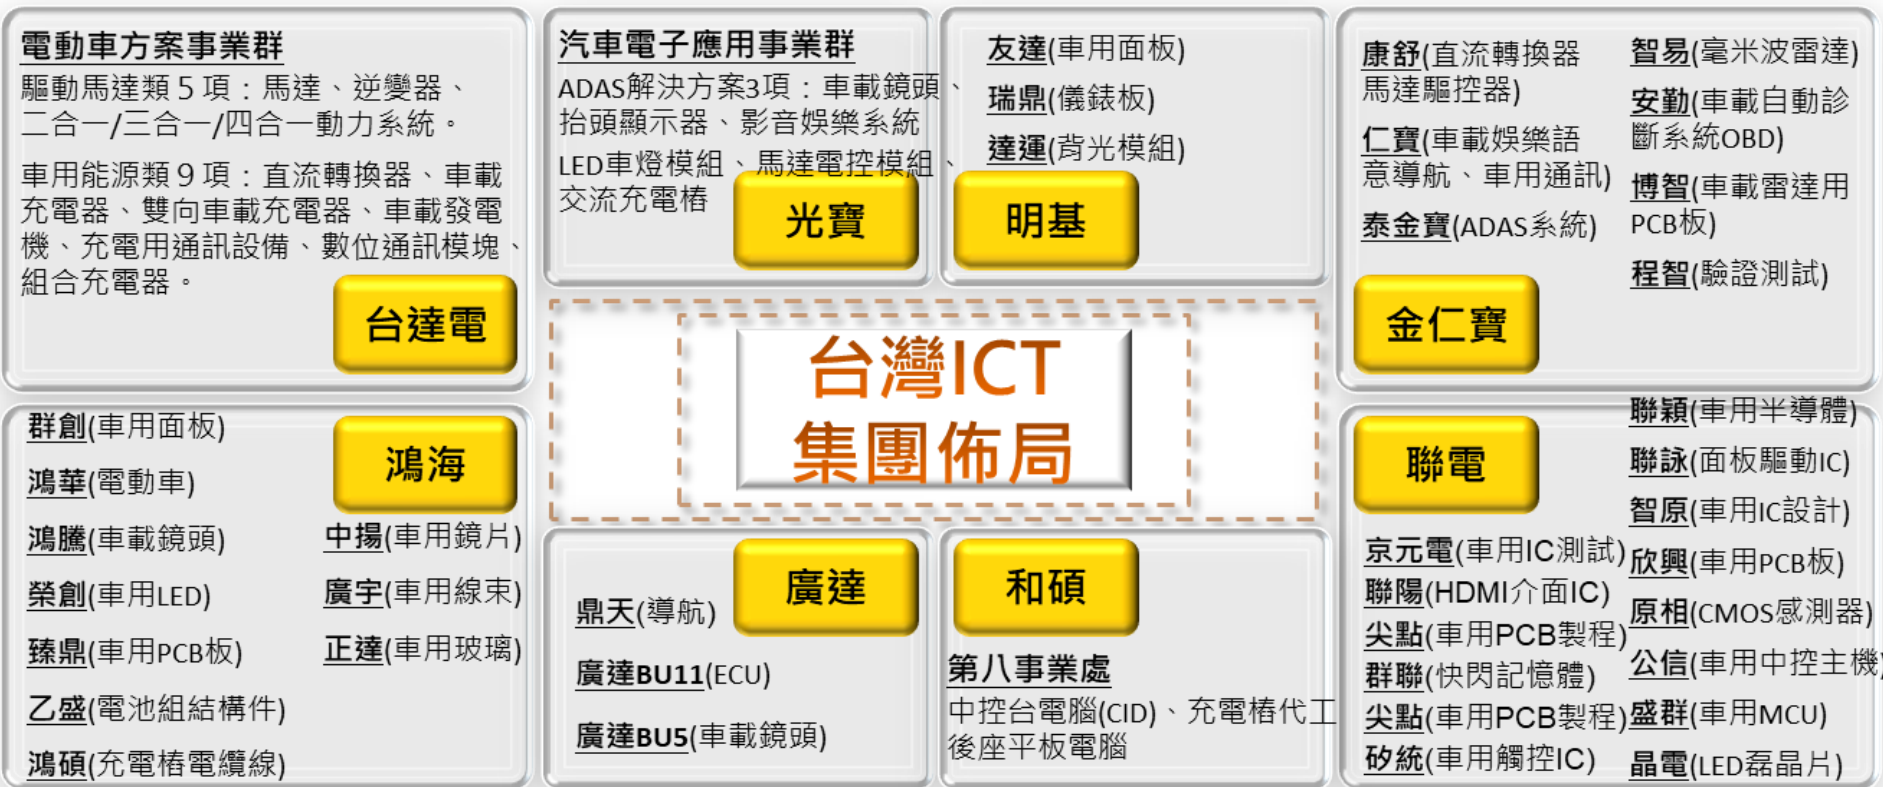 電動車方案事業群
驅動馬達類５項：馬達、逆變器、
二合一/三合一/四合一動力系統。
車用能源類９項：直流轉換器、車載
充電器、雙向車載充電器、車載發電
機、充電用通訊設備、數位通訊模塊、
組合充電器。
台達電
汽車電子應用事業群
ADAS解決方案3項：車載鏡頭、
抬頭顯示器、影音娛樂系統
LED車燈模組、馬達電控模組、
交流充電樁
光寶
友達(車用面板)
瑞鼎(儀錶板)
達運(背光模組)
明基
康舒(直流轉換器
馬達驅控器)
仁寶(車載娛樂語
意導航、車用通訊)
泰金寶(ADAS系統)
金仁寶
智易(毫米波雷達)
安勤(車載自動診
斷系統OBD)
博智(車載雷達用
PCB板)
程智(驗證測試)
台灣ICT
集團佈局
群創(車用面板)
鴻華(電動車)
鴻騰(車載鏡頭)
榮創(車用LED)
臻鼎(車用PCB板)
乙盛(電池組結構件)
鴻碩(充電樁電纜線)
鴻海
中揚(車用鏡片)
廣宇(車用線束)
正達(車用玻璃)
廣達
鼎天(導航)
廣達BU11(ECU)
廣達BU5(車載鏡頭)
和碩
第八事業處
中控台電腦(CID)、充電樁代工
後座平板電腦
聯電
京元電(車用IC測試)
聯陽(HDMI介面IC)
尖點(車用PCB製程)
群聯(快閃記憶體)
尖點(車用PCB製程)
矽統(車用觸控IC)
聯穎(車用半導體)
聯詠(面板驅動IC)
智原(車用IC設計)
欣興(車用PCB板)
原相(CMOS感測器)
公信(車用中控主機)
盛群(車用MCU)
晶電(LED磊晶片)